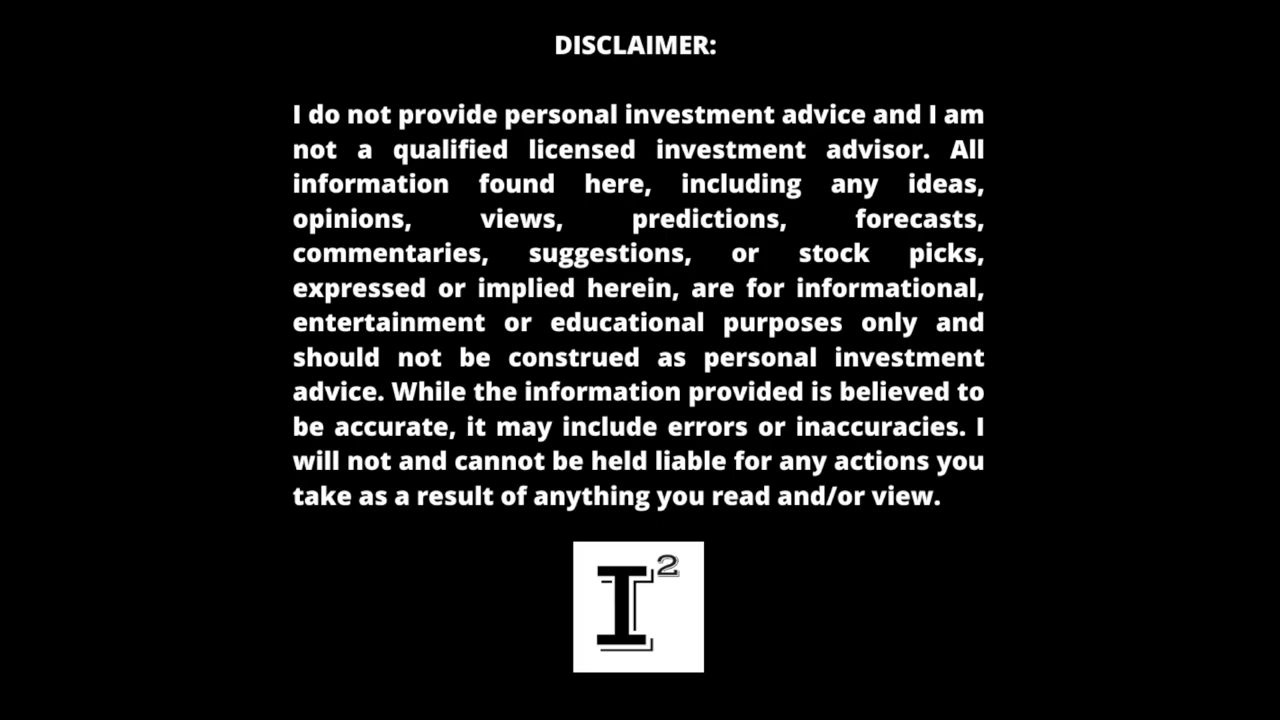 DISCLAIMER:
I do not provide personal investment advice and I am
not a qualified licensed investment advisor. All
information found here, including any ideas,
opinions, views, predictions, forecasts,
commentaries, suggestions, or stock picks,
expressed or implied herein, are for informational,
entertainment or educational purposes only and
should not be construed as personal investment
advice. While the information provided is believed to
be accurate, it may include errors or inaccuracies. I
will not and cannot be held liable for any actions you
take as a result of anything you read and/or view.
I²